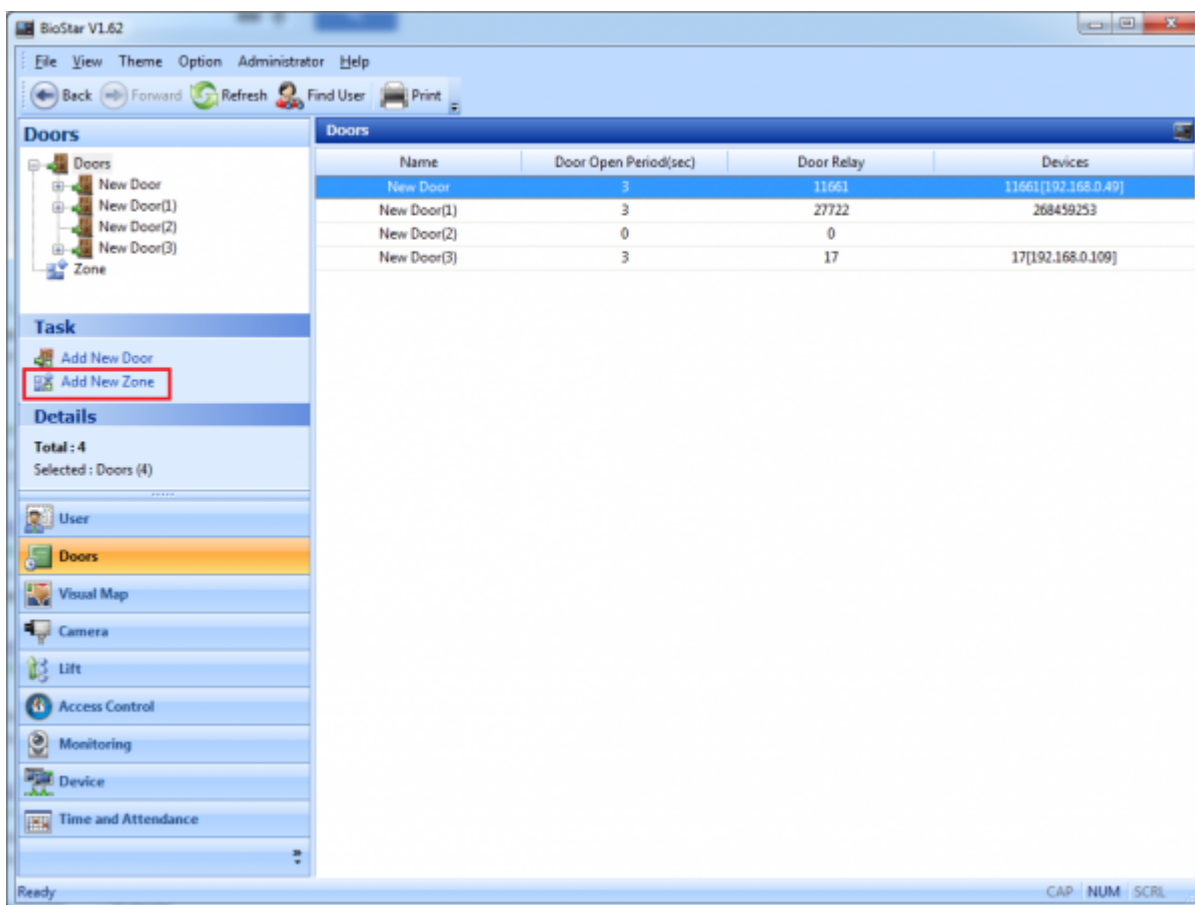 BioStar V1.62
File View Theme Option Administrator Help
Back Forward Refresh Find User Print
Doors
Doors
New Door
New Door(1)
New Door(2)
New Door(3)
Zone
Task
Add New Door
Add New Zone
Details
Total : 4
Selected : Doors (4)
User
Doors
Visual Map
Camera
Lift
Access Control
Monitoring
Device
Time and Attendance
Doors
Name Door Open Period(sec) Door Relay Devices
New Door 3 11661 11661[192.168.0.49]
New Door(1) 3 27722 268459253
New Door(2) 0 0
New Door(3) 3 17 17[192.168.0.109]
Ready CAP NUM SCRL